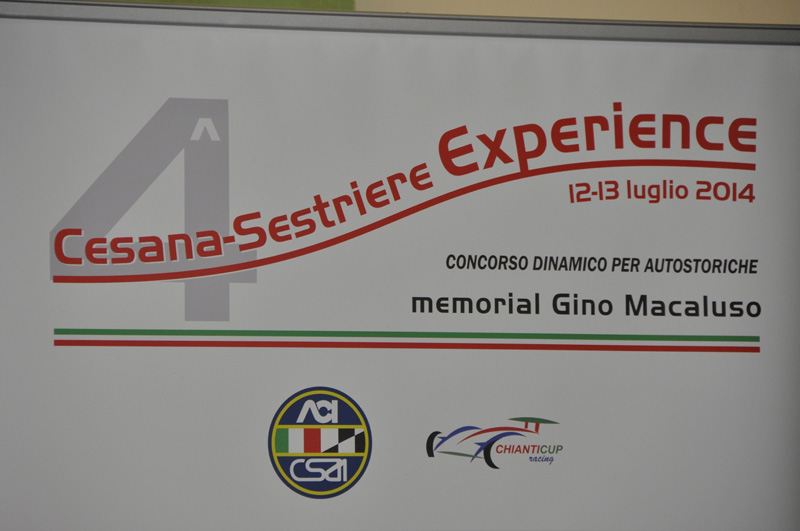 4^
Cesana-Sestriere Experience
12-13 luglio 2014
CONCORSO DINAMICO PER AUTOSTORICHE
memorial Gino Macaluso
ACI
CSAI
CHIANTICUP
racing